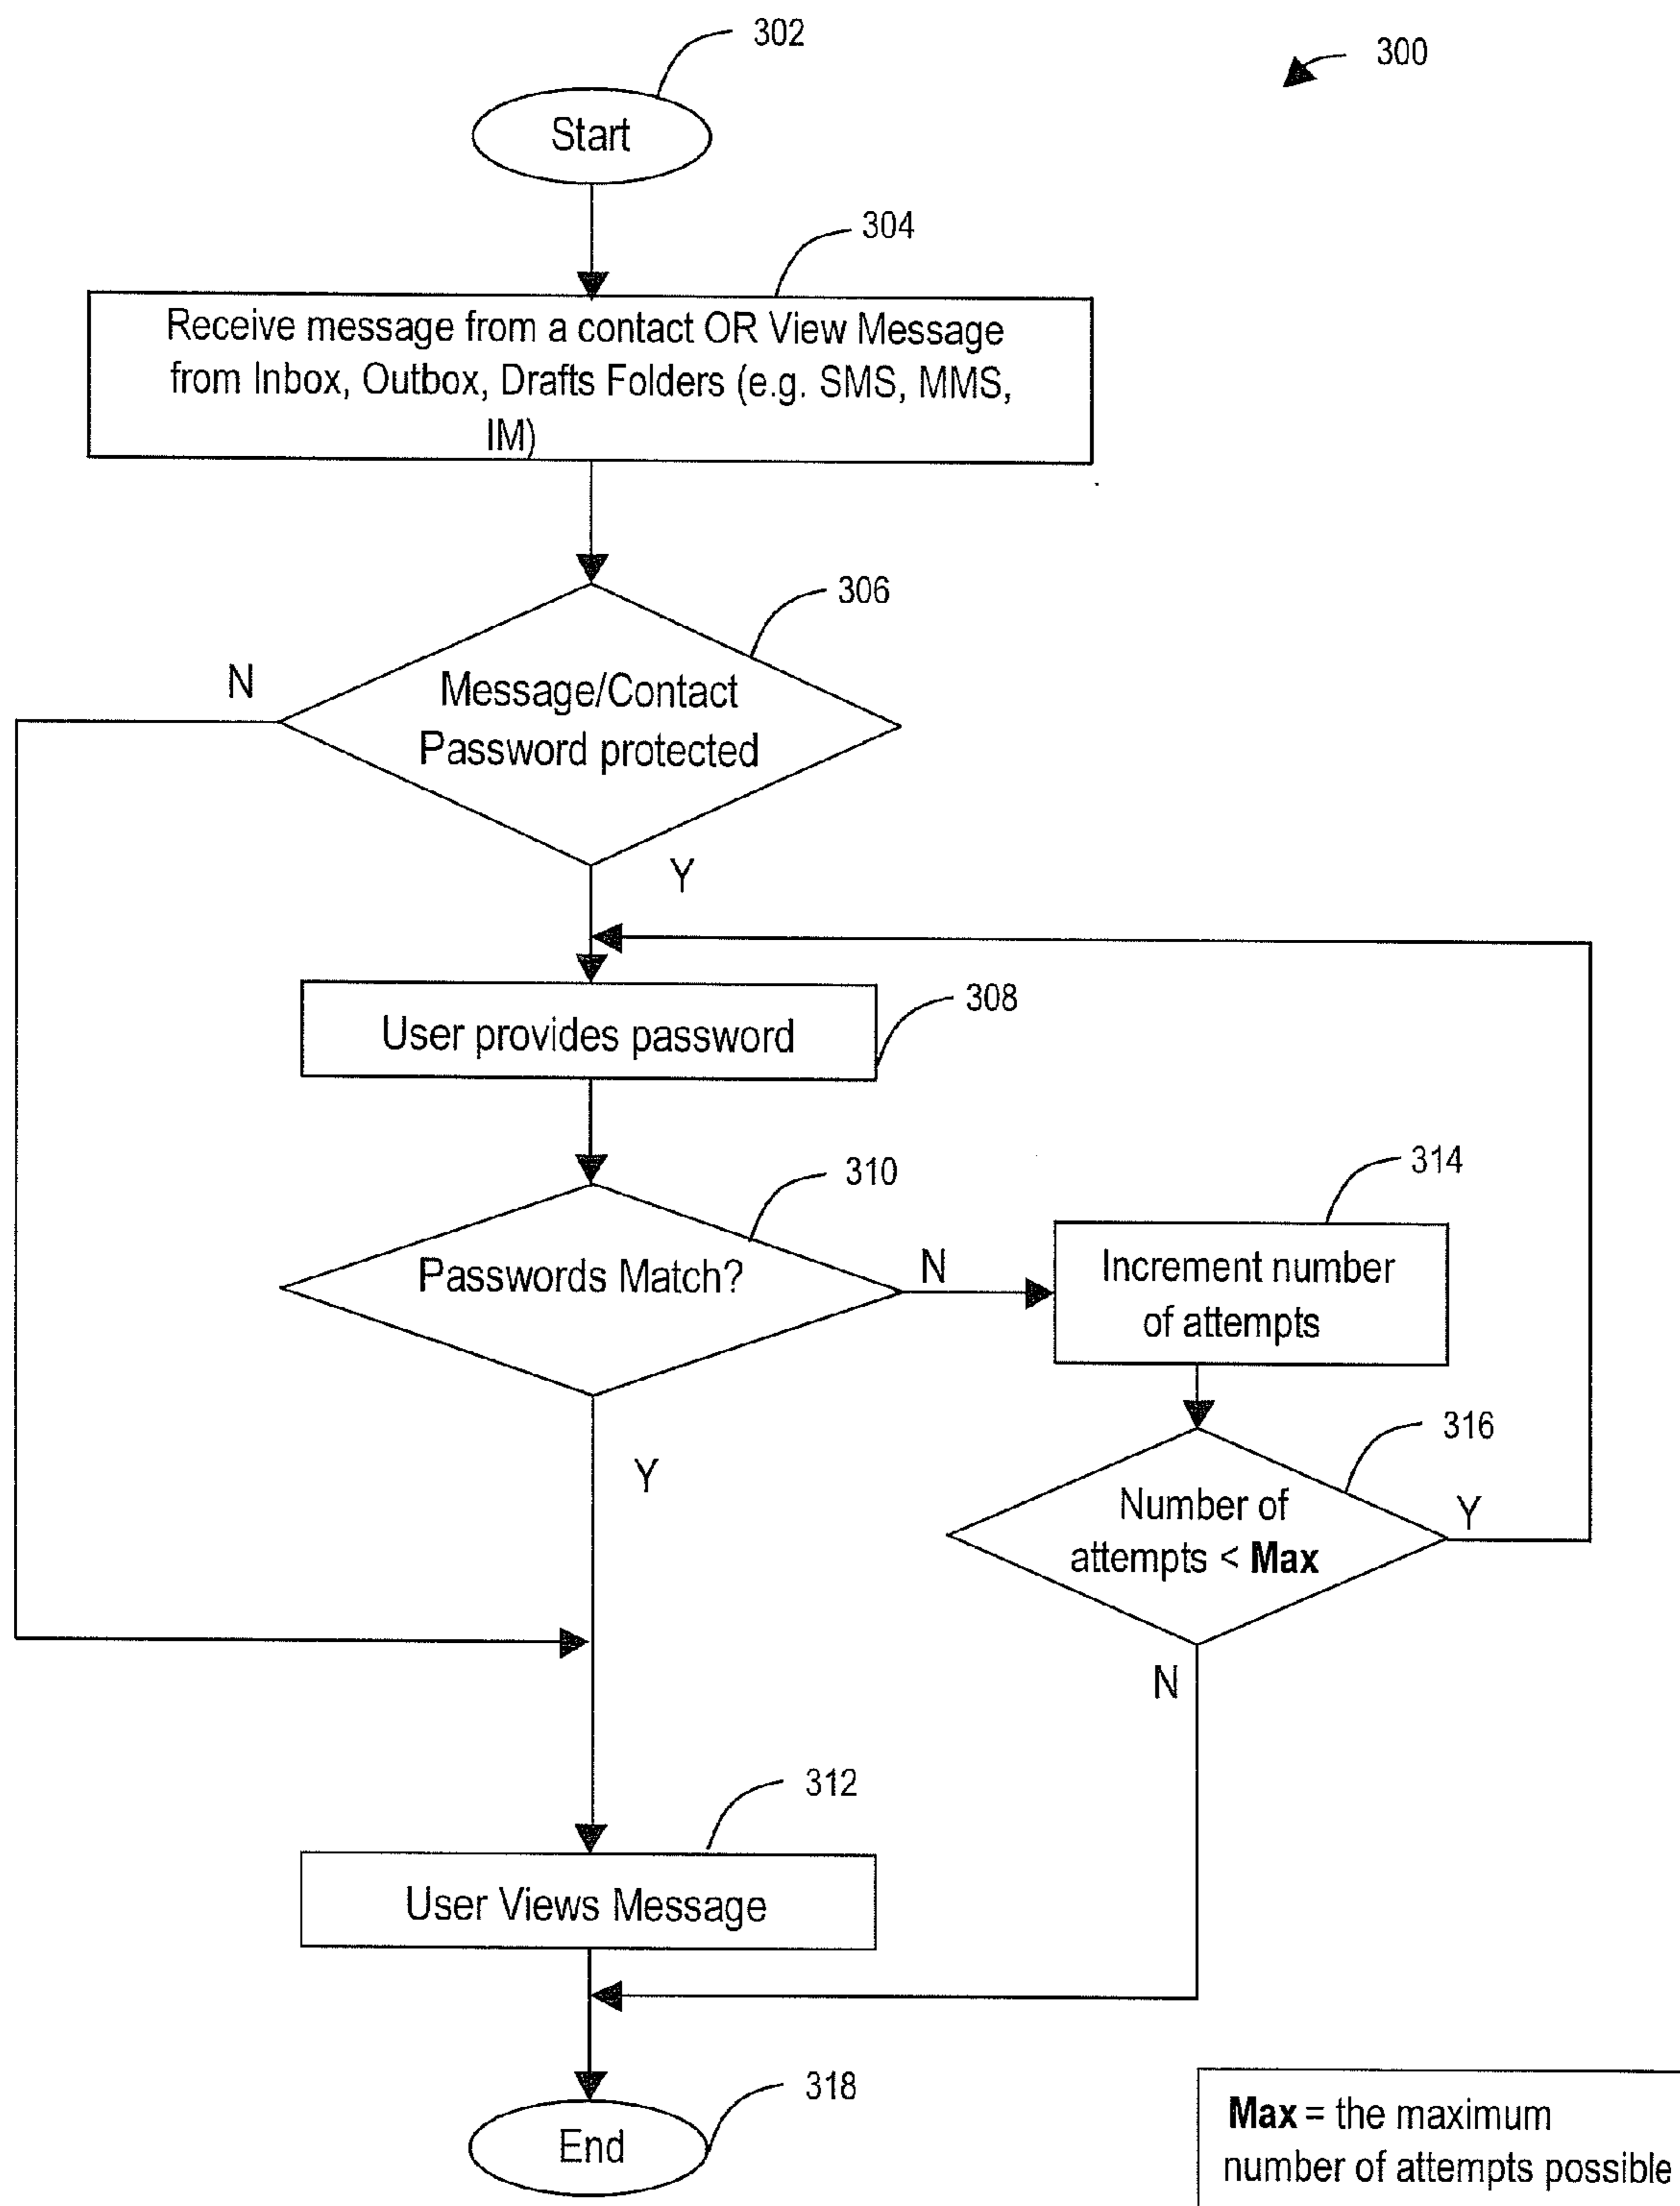 302
300
Start
304
Receive message from a contact OR View Message
from Inbox, Outbox, Drafts Folders (e.g. SMS, MMS,
IM)
306
N
Message/Contact
Password protected
Y
308
User provides password
310
314
Passwords Match?
N
Increment number
of attempts
316
Y
Number of
attempts < Max
Y
N
312
User Views Message
318
End
Max = the maximum
number of attempts possible